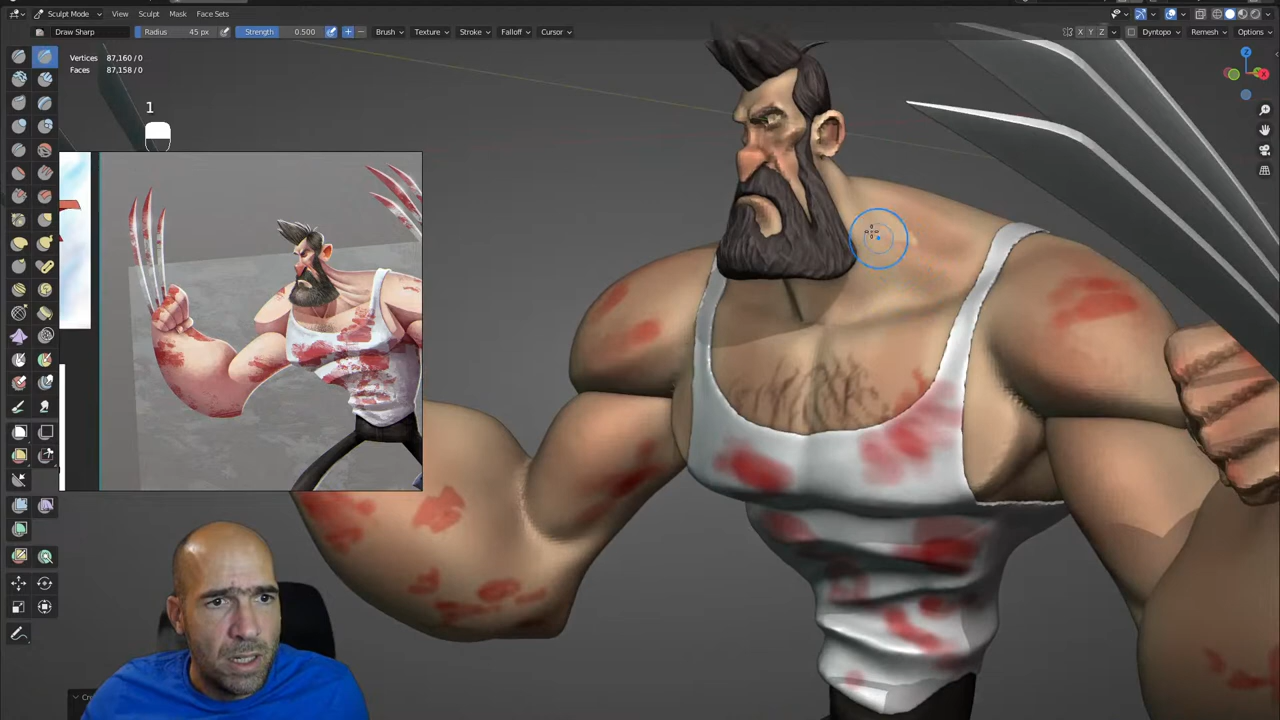 Sculpt Mode View Sculpt Mask Face Sets
Draw Sharp Radius 45 px Strength 0.500 Brush Texture Stroke Falloff Cursor X Y Z Dyntopo Remesh Options
Vertices 87,160 / 0
Faces 87,158 / 0
Z
X
1